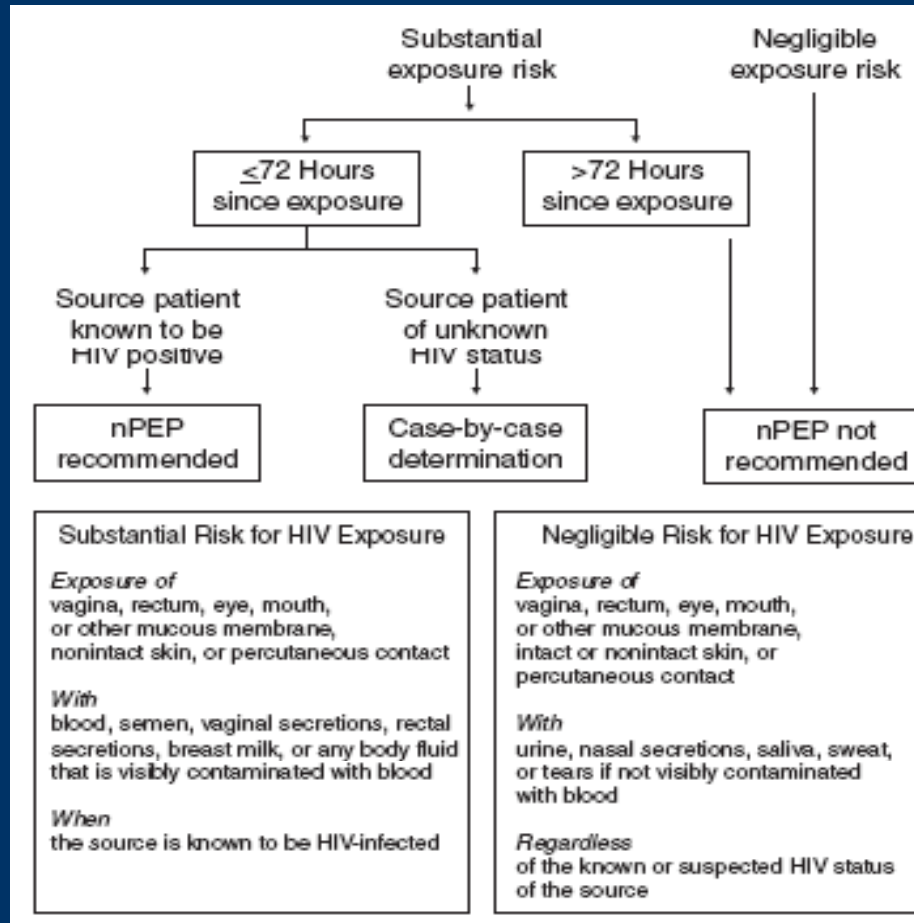 Substantial
exposure risk
Negligible
exposure risk
≤72 Hours
since exposure
>72 Hours
since exposure
Source patient
known to be
HIV positive
Source patient
of unknown
HIV status
nPEP
recommended
Case-by-case
determination
nPEP not
recommended
Substantial Risk for HIV Exposure
Exposure of
vagina, rectum, eye, mouth,
or other mucous membrane,
nonintact skin, or percutaneous contact
With
blood, semen, vaginal secretions, rectal
secretions, breast milk, or any body fluid
that is visibly contaminated with blood
When
the source is known to be HIV-infected
Negligible Risk for HIV Exposure
Exposure of
vagina, rectum, eye, mouth,
or other mucous membrane,
intact or nonintact skin, or
percutaneous contact
With
urine, nasal secretions, saliva, sweat,
or tears if not visibly contaminated
with blood
Regardless
of the known or suspected HIV status
of the source